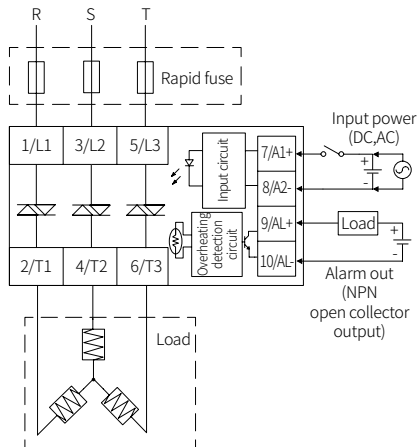 R S T
Rapid fuse
Input power
(DC,AC)
1/L1 3/L2 5/L3
7/A1+
8/A2-
Input circuit
9/AL+
10/AL-
Overheating
detection
circuit
+
-
Load
+
-
2/T1 4/T2 6/T3
Alarm out
(NPN
open collector
output)
Load